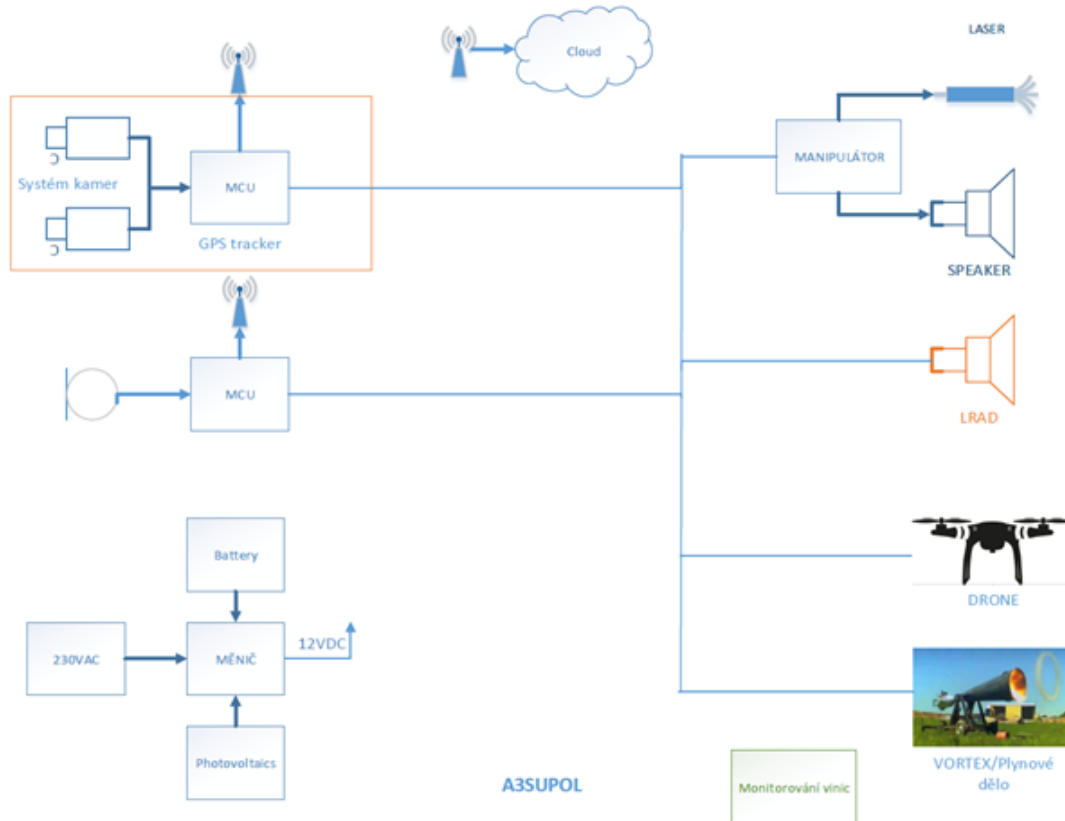 LASER
Cloud
MANIPULÁTOR
Systém kamer
MCU
GPS tracker
SPEAKER
MCU
LRAD
Battery
DRONE
12VDC
230VAC
MĚNIČ
Photovoltaics
A3SUPOL
Monitorování vinic
VORTEX/Plynové
dělo